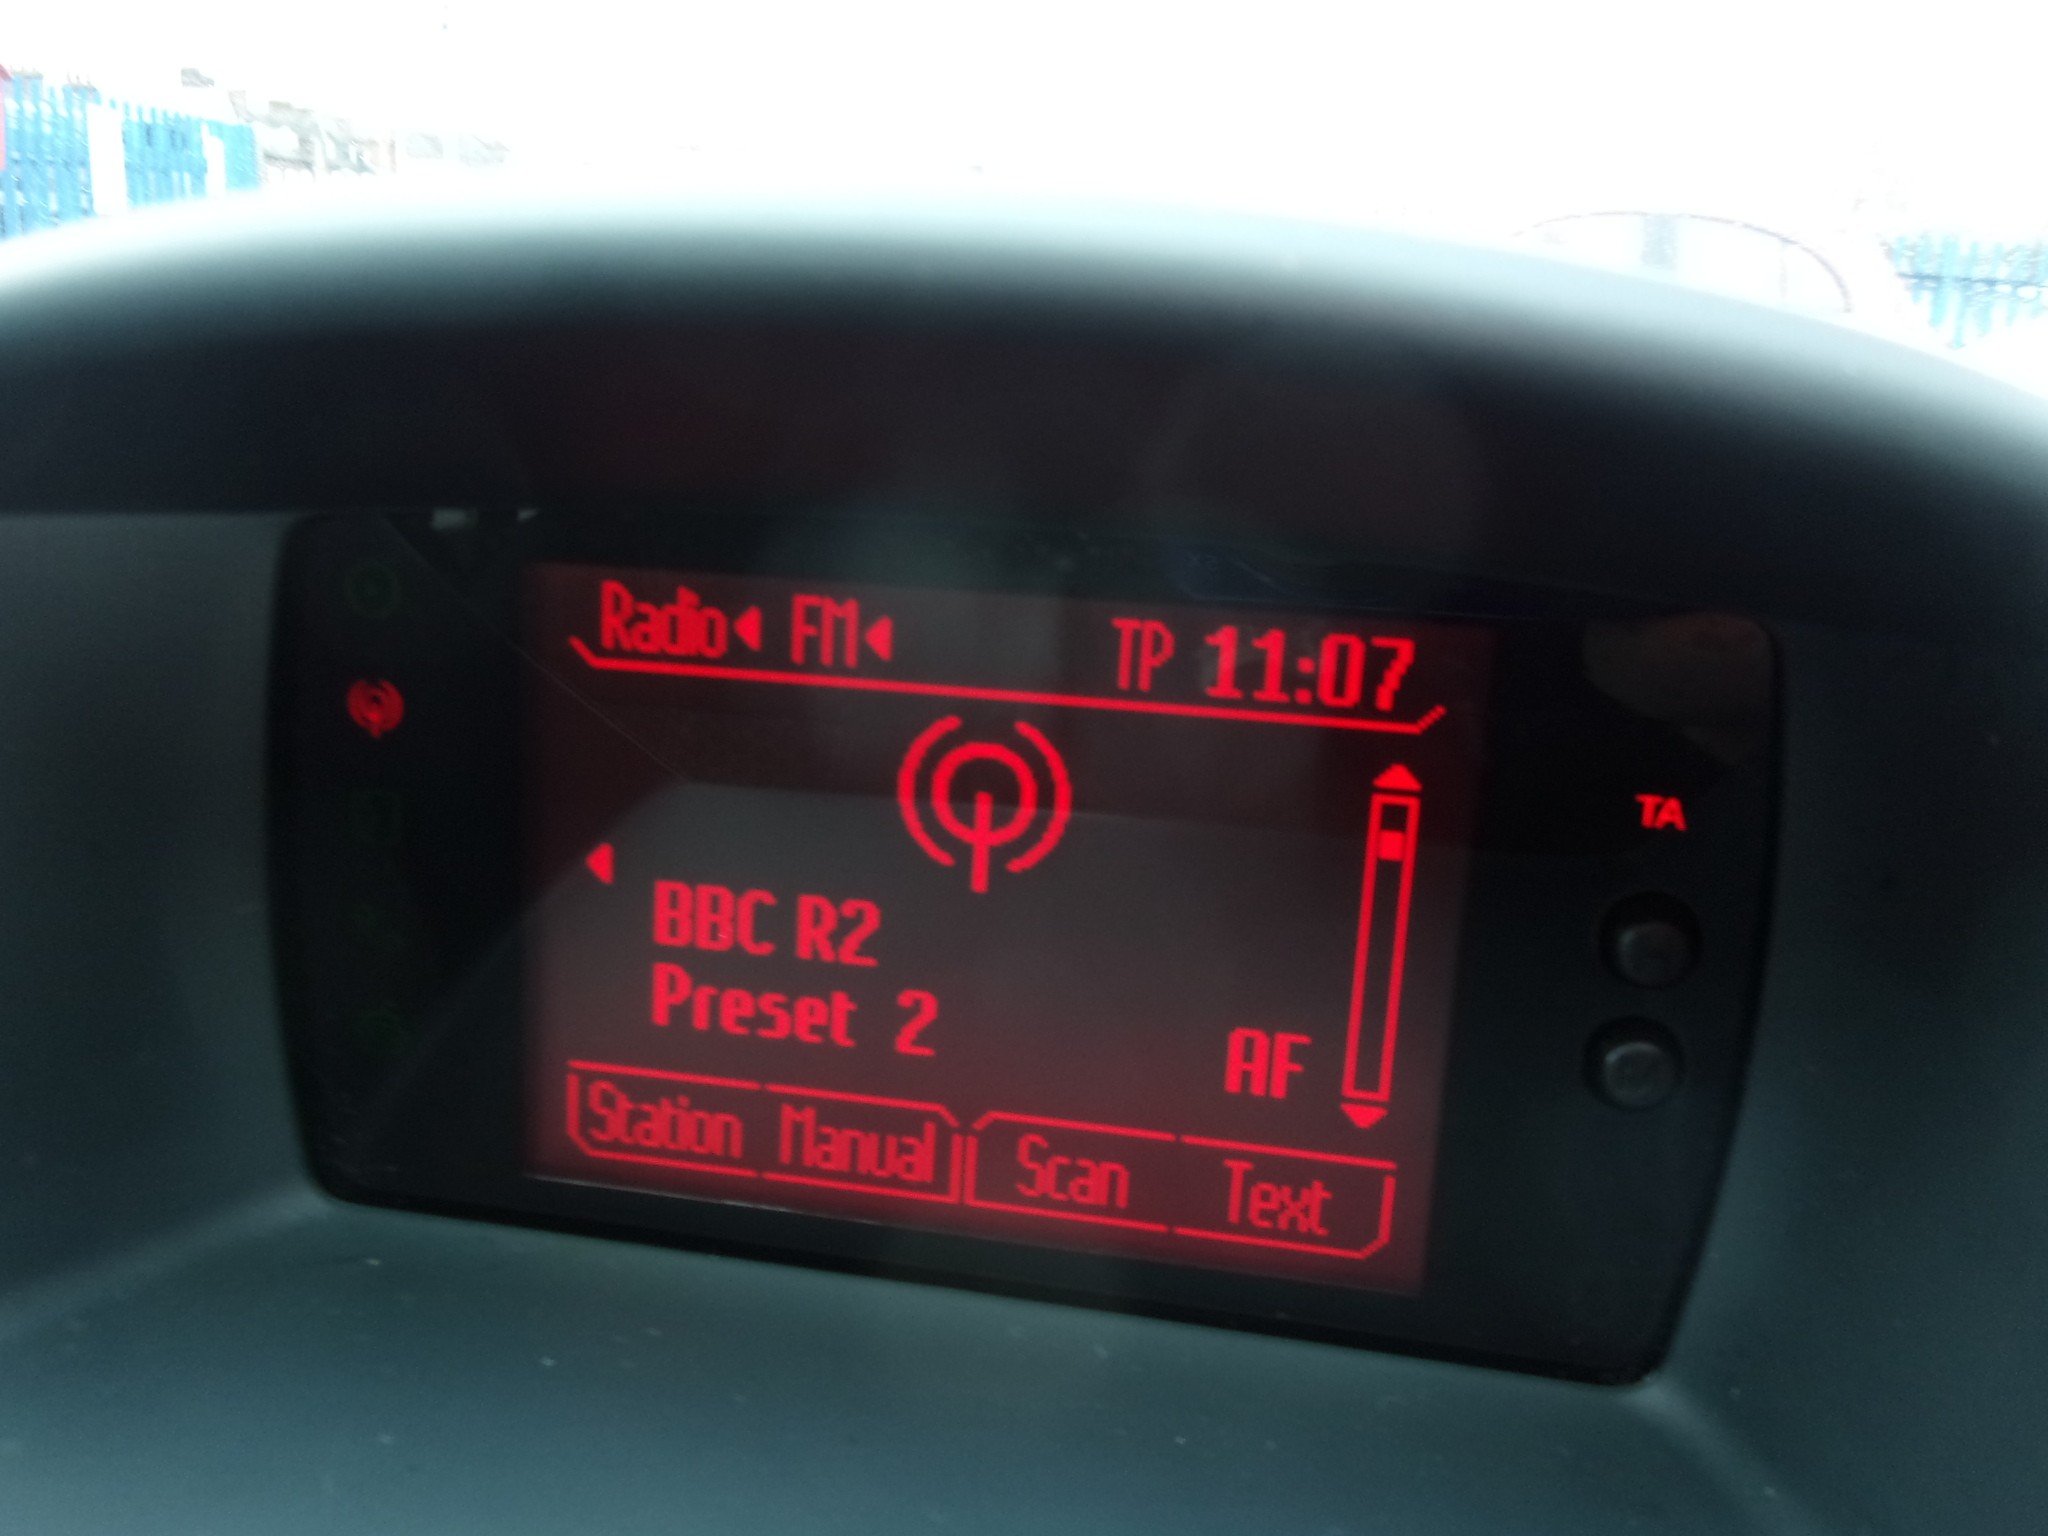 Radio FM TP 11:07
TA
BBC R2
Preset 2
AF
Station Manual Scan Text